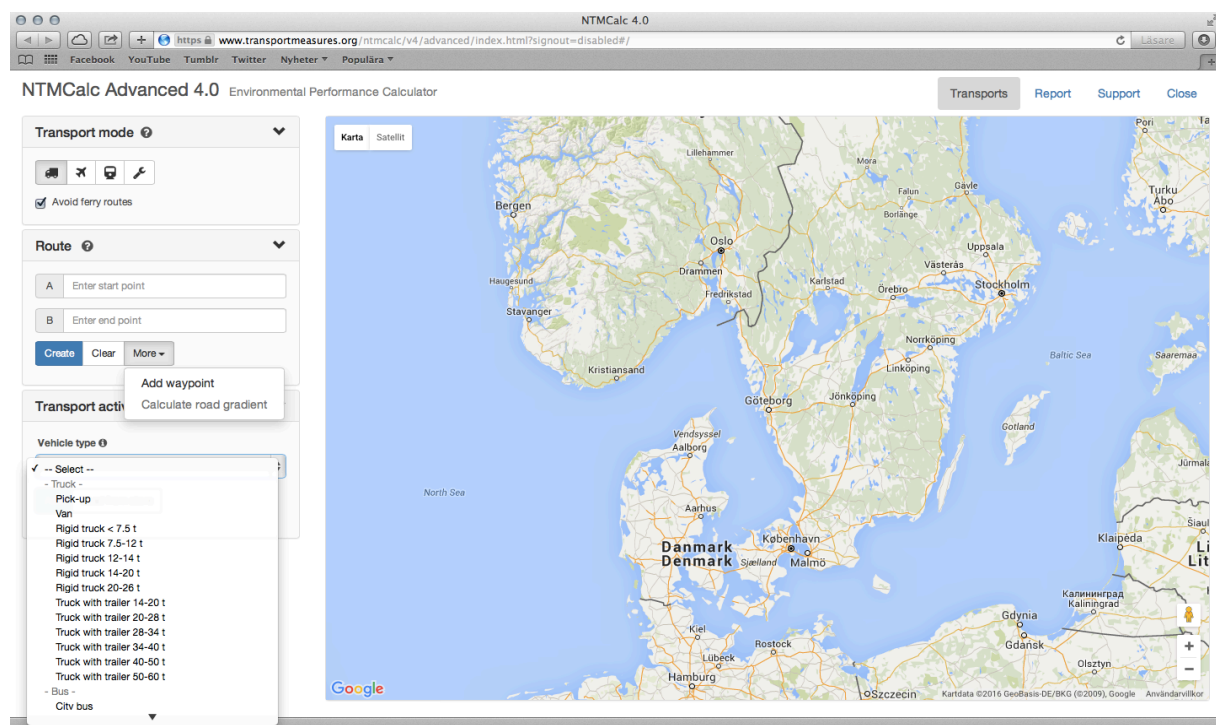 NTMCalc 4.0
https www.transportmeasures.org/ntmcalc/v4/advanced/index.html?signout=disabled#/
Läsare
Facebook YouTube Tumblr Twitter Nyheter Populära
NTMCalc Advanced 4.0 Environmental Performance Calculator
Transports Report Support Close
Transport mode
Avoid ferry routes
Route
A Enter start point
B Enter end point
Create Clear More
Add waypoint
Calculate road gradient
Transport activ
Vehicle type
-- Select --
- Truck -
Pick-up
Van
Rigid truck < 7.5 t
Rigid truck 7.5-12 t
Rigid truck 12-14 t
Rigid truck 14-20 t
Rigid truck 20-26 t
Truck with trailer 14-20 t
Truck with trailer 20-28 t
Truck with trailer 28-34 t
Truck with trailer 34-40 t
Truck with trailer 40-50 t
Truck with trailer 50-60 t
- Bus -
City bus
Karta Satellit
Pori
Ta
Lillehammer
Mora
Turku
Åbo
Falun
Gävle
Bergen
Borlänge
Oslo
Uppsala
Västerås
Drammen
Haugesund
Karlstad
Örebro
Stockholm
Fredrikstad
Stavanger
Norrköping
Baltic Sea
Saaremaa
Linköping
Kristiansand
Göteborg
Jönköping
Gotland
Vendsyssel
Aalborg
Jūrmala
North Sea
Aarhus
Šiaul
Klaipėda
København
Danmark
Denmark
Sjælland
Malmö
Li
Lit
Калининград
Kaliningrad
Gdynia
Gdańsk
Kiel
Rostock
Lübeck
Olsztyn
Hamburg
Szczecin
Google
Kartdata ©2016 GeoBasis-DE/BKG (©2009), Google Användarvillkor